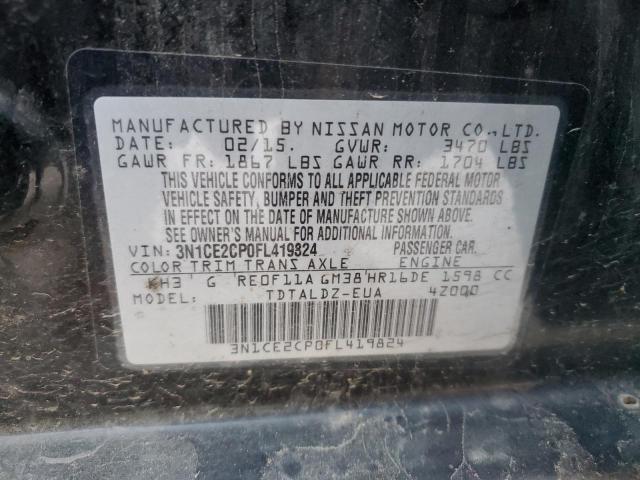 MANUFACTURED BY NISSAN MOTOR CO.,LTD.
DATE: 02/15. GVWR: 3470 LBS
GAWR FR: 1867 LBS GAWR RR: 1704 LBS
THIS VEHICLE CONFORMS TO ALL APPLICABLE FEDERAL MOTOR
VEHICLE SAFETY, BUMPER AND THEFT PREVENTION STANDARDS
IN EFFECT ON THE DATE OF MANUFACTURE SHOWN ABOVE.
SEE OWNER'S MANUAL FOR ADDITIONAL INFORMATION
VIN: 3N1CE2CP0FL419824 PASSENGER CAR.
COLOR TRIM TRANS AXLE ENGINE
KH3 G RE0F11A GM38 HR16DE 1598 CC
TDTALDZ-EUA 4Z000
3N1CE2CP0FL419824